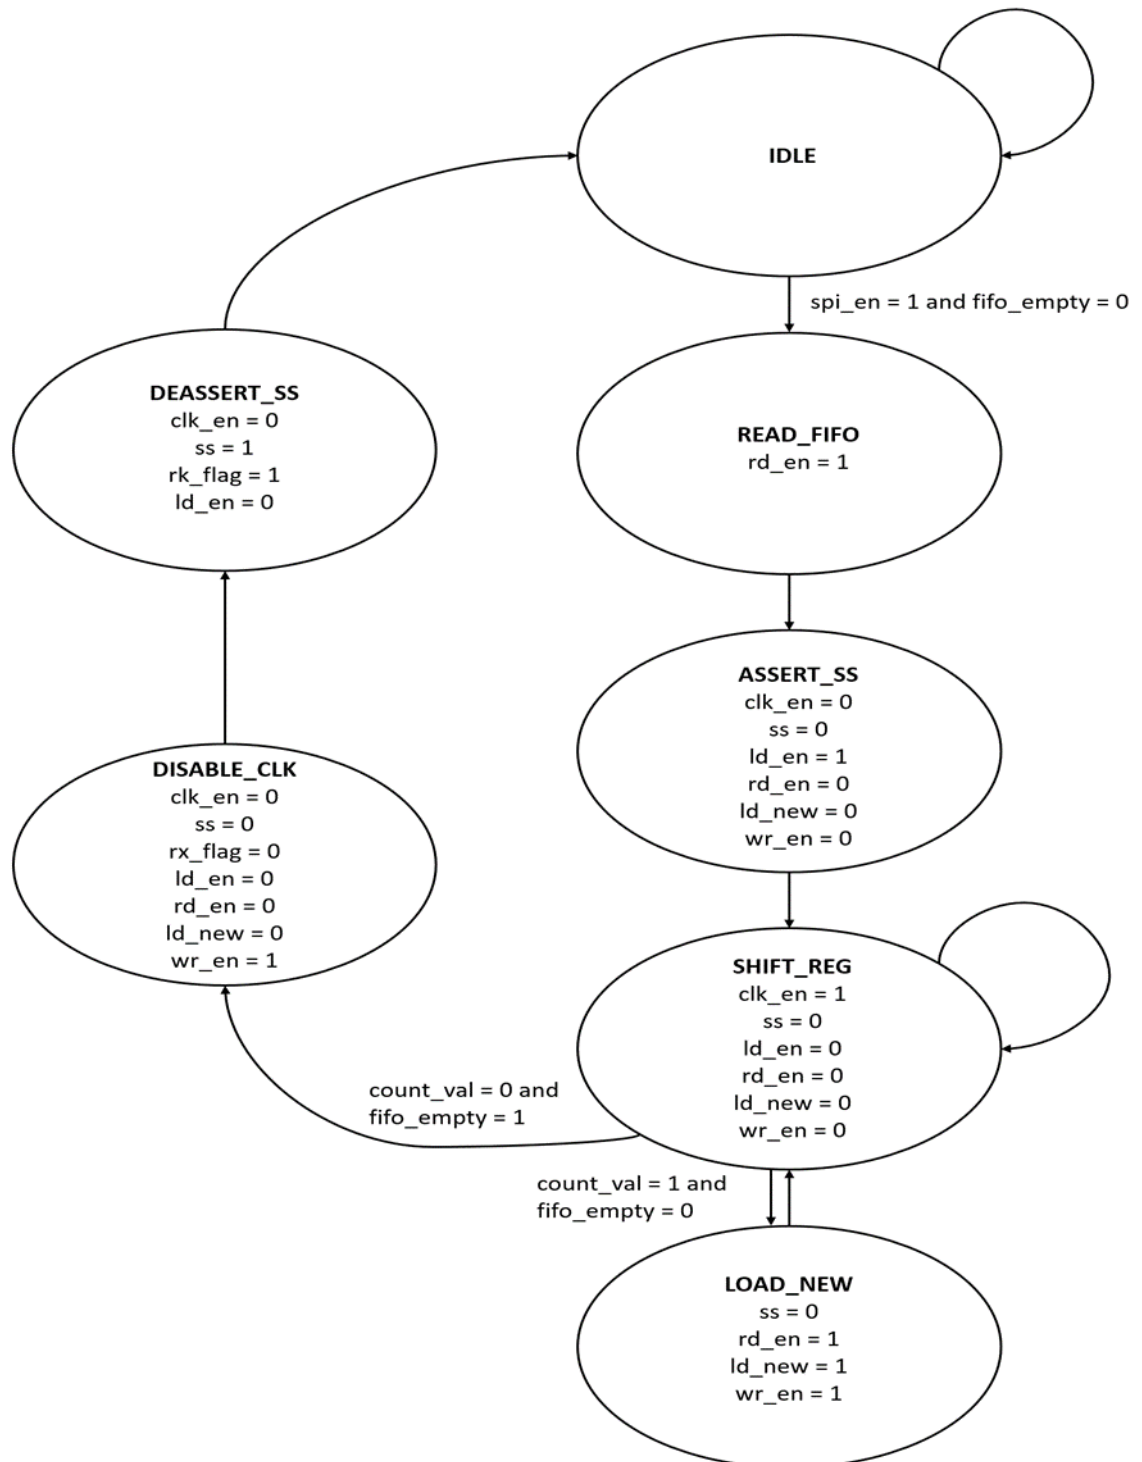 IDLE
spi_en = 1 and fifo_empty = 0
READ_FIFO
rd_en = 1
ASSERT_SS
clk_en = 0
ss = 0
ld_en = 1
rd_en = 0
ld_new = 0
wr_en = 0
SHIFT_REG
clk_en = 1
ss = 0
ld_en = 0
rd_en = 0
ld_new = 0
wr_en = 0
count_val = 1 and
fifo_empty = 0
LOAD_NEW
ss = 0
rd_en = 1
ld_new = 1
wr_en = 1
count_val = 0 and
fifo_empty = 1
DISABLE_CLK
clk_en = 0
ss = 0
rx_flag = 0
ld_en = 0
rd_en = 0
ld_new = 0
wr_en = 1
DEASSERT_SS
clk_en = 0
ss = 1
rk_flag = 1
ld_en = 0